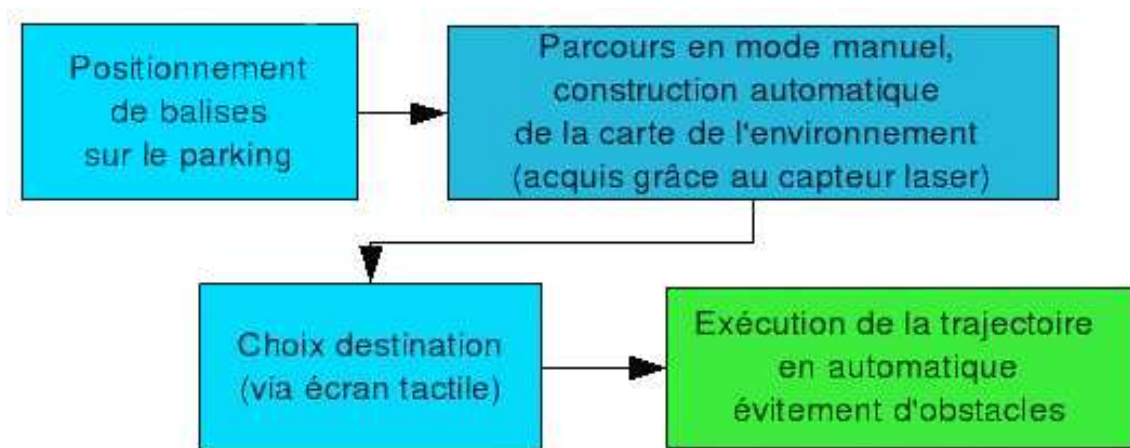 Positionnement
de balises
sur le parking
Parcours en mode manuel,
construction automatique
de la carte de l'environnement
(acquis grâce au capteur laser)
Choix destination
(via écran tactile)
Exécution de la trajectoire
en automatique
évitement d'obstacles